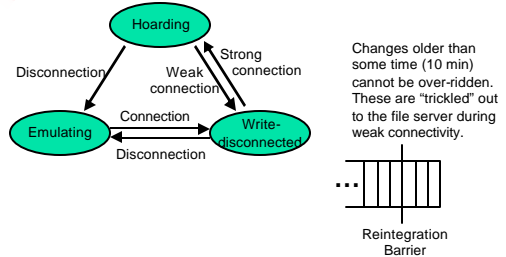 Hoarding
Disconnection
Weak
connection
Strong
connection
Emulating
Connection
Disconnection
Write-
disconnected
Changes older than
some time (10 min)
cannot be over-ridden.
These are “trickled” out
to the file server during
weak connectivity.
...
Reintegration
Barrier